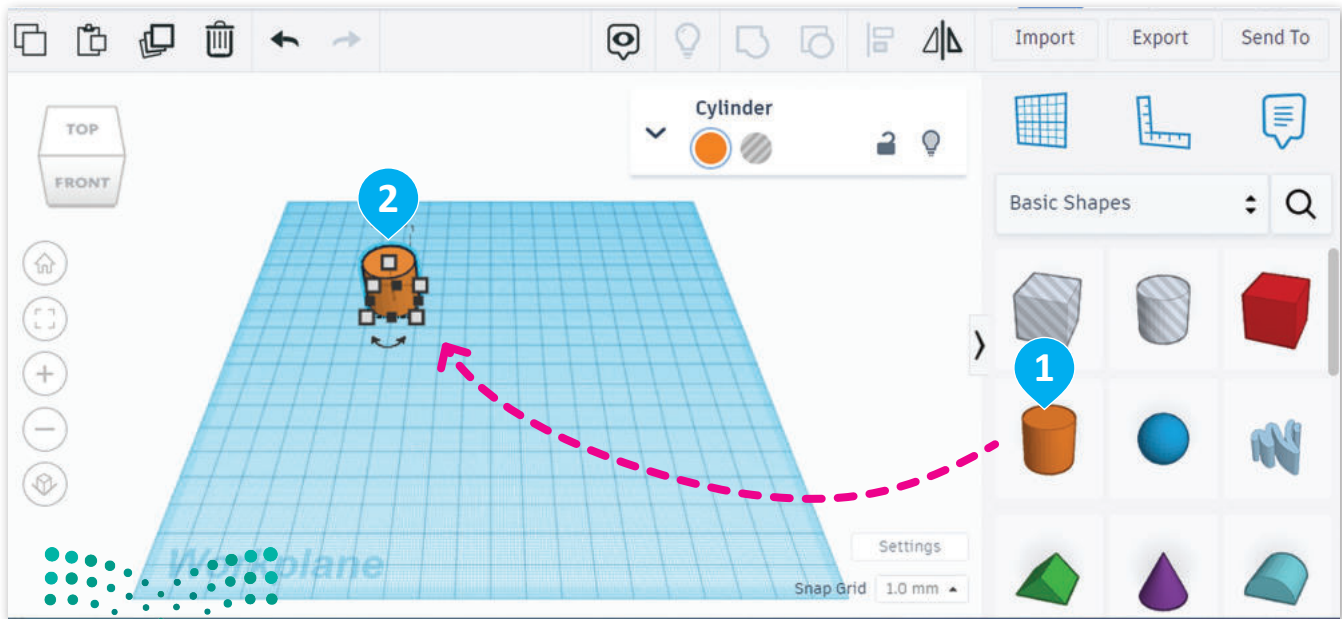 Import Export Send To
TOP
FRONT
Cylinder
Basic Shapes
2
1
Workplane
Settings
Snap Grid 1.0 mm